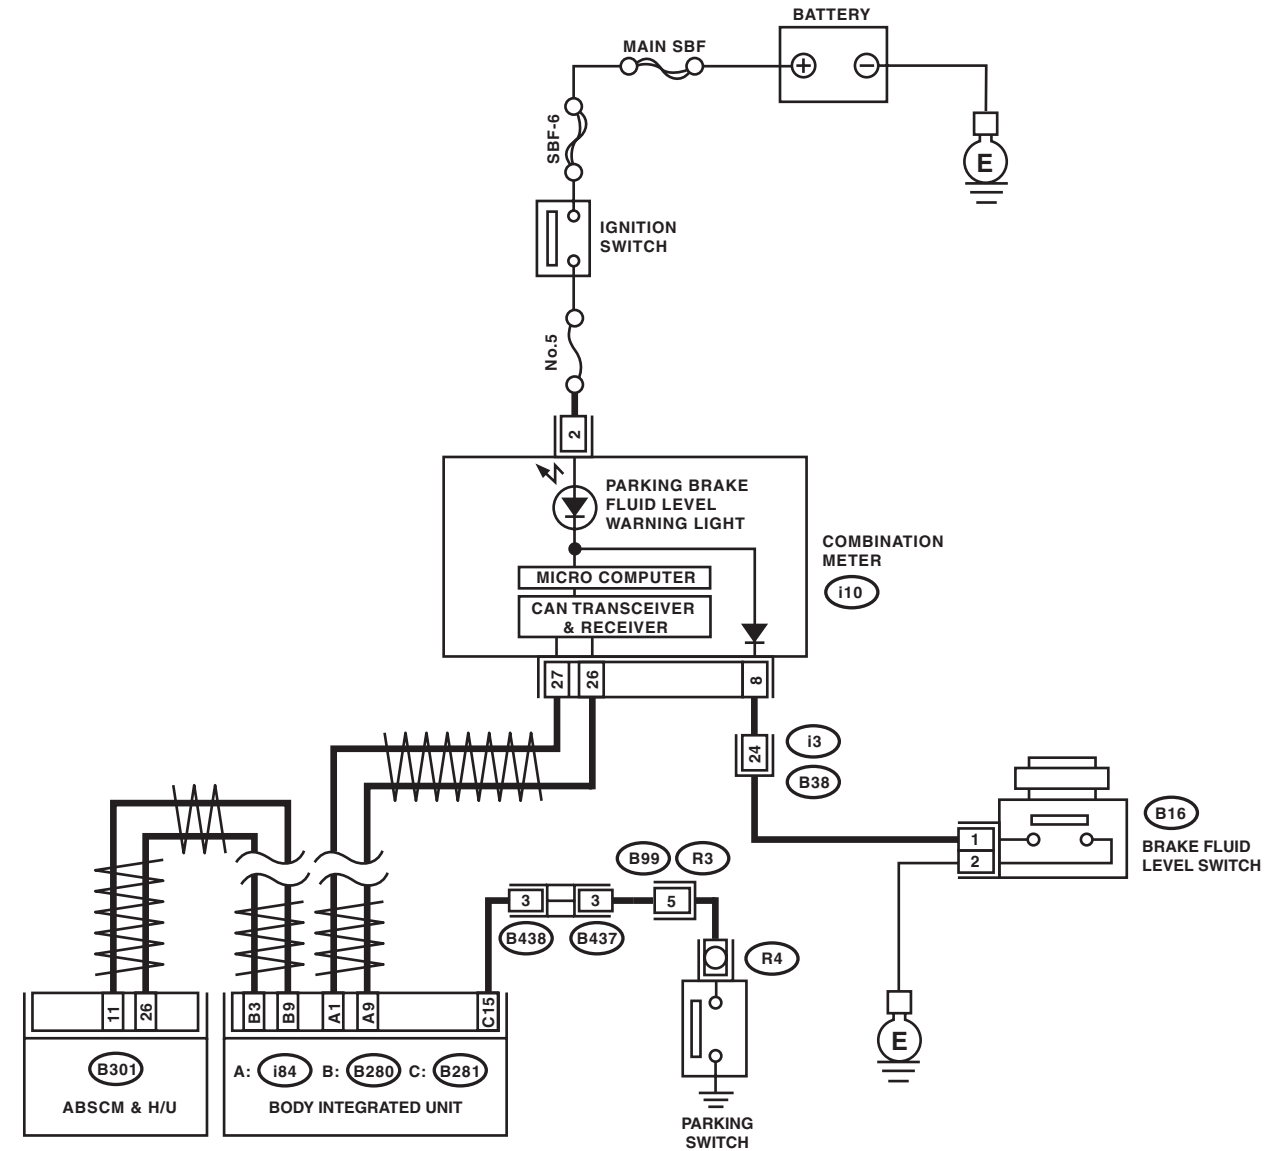 BATTERY
MAIN SBF
+
−
SBF-6
E
IGNITION
SWITCH
No.5
2
PARKING BRAKE
FLUID LEVEL
WARNING LIGHT
COMBINATION
METER
MICRO COMPUTER
i10
CAN TRANSCEIVER
& RECEIVER
27
26
8
i3
24
B38
B16
1
2
BRAKE FLUID
LEVEL SWITCH
B99
R3
3
3
5
B438
B437
R4
11
26
B3
B9
A1
A9
C15
E
B301
A: i84 B: B280 C: B281
ABSCM & H/U
BODY INTEGRATED UNIT
PARKING
SWITCH